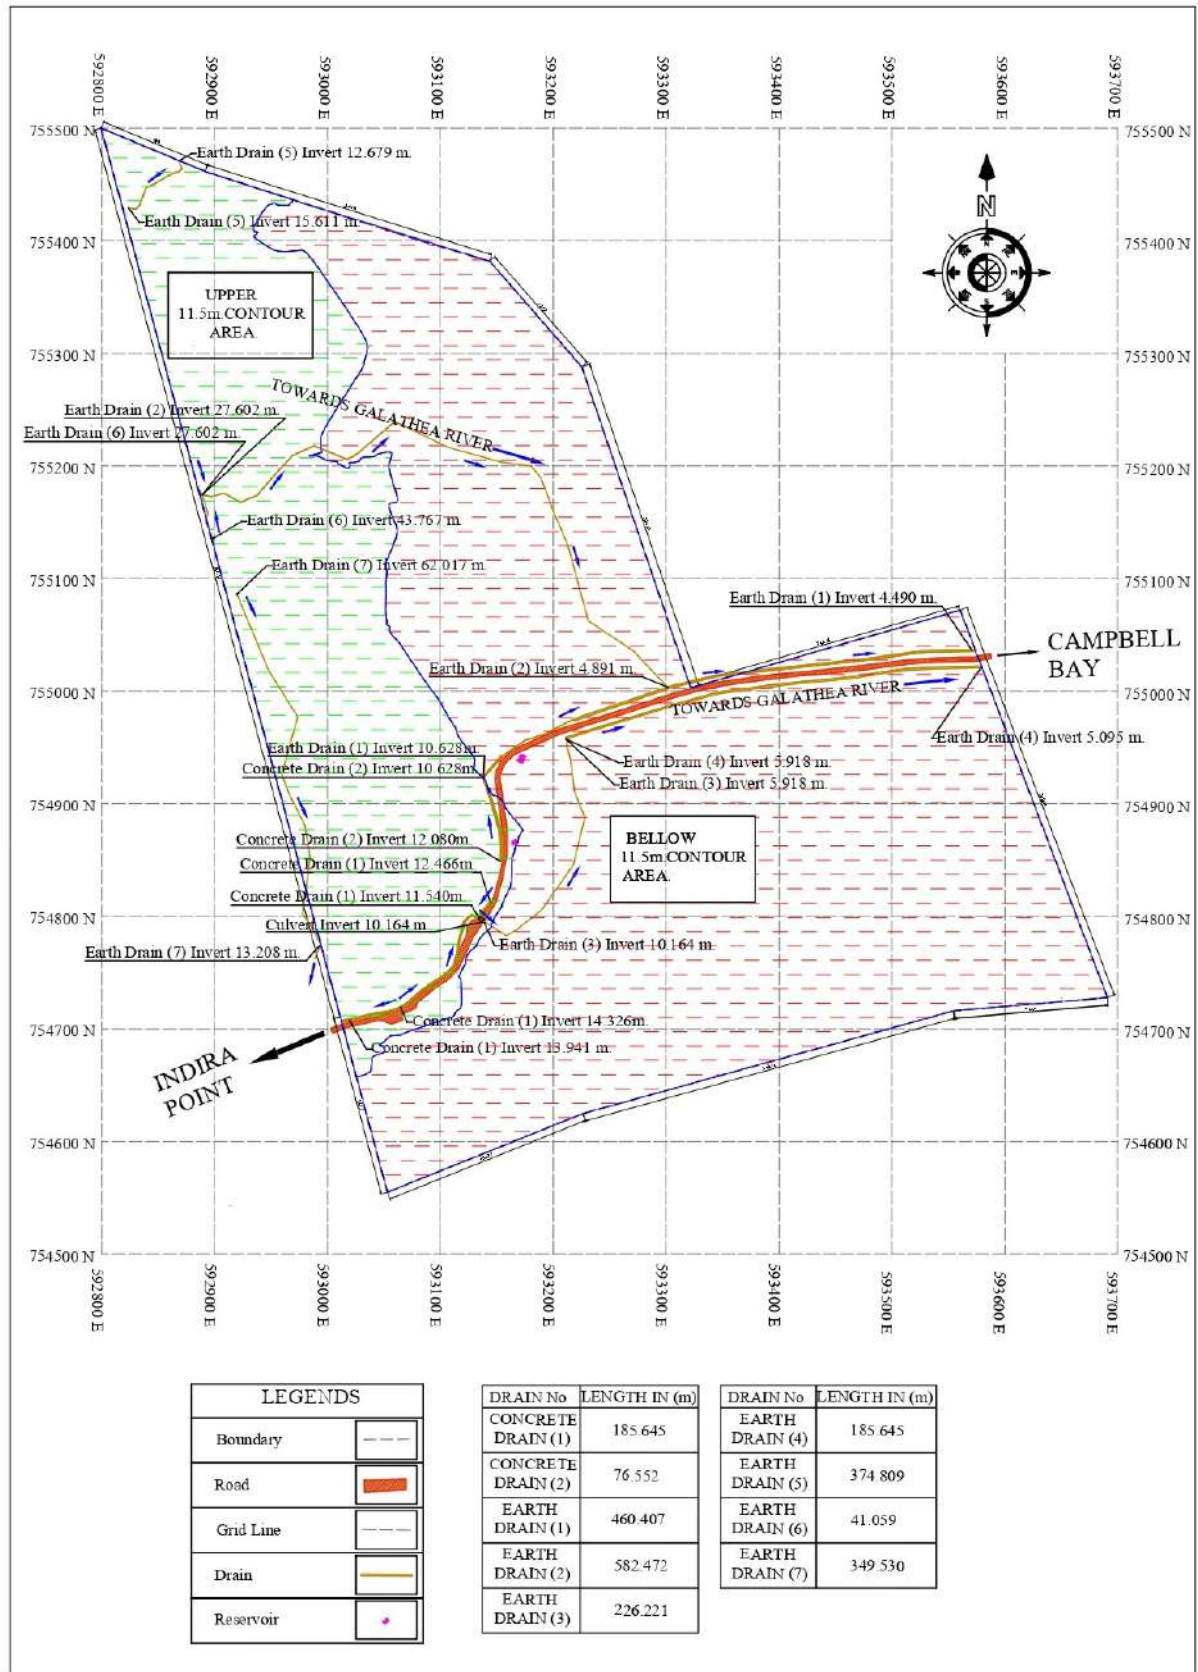 592800 E
592900 E
593000 E
593100 E
593200 E
593300 E
593400 E
593500 E
593600 E
593700 E
755500 N
755500 N
Earth Drain (5) Invert 12.679 m.
Earth Drain (5) Invert 15.611 m.
N
755400 N
755400 N
UPPER
11.5m.CONTOUR
AREA.
755300 N
755300 N
TOWARDS GALATHEA RIVER
Earth Drain (2) Invert 27.602 m.
Earth Drain (6) Invert 27.602 m.
755200 N
755200 N
Earth Drain (6) Invert 43.767 m.
Earth Drain (7) Invert 62.017 m.
755100 N
755100 N
Earth Drain (1) Invert 4.490 m.
CAMPBELL
BAY
Earth Drain (2) Invert 4.891 m.
755000 N
755000 N
TOWARDS GALATHEA RIVER
Earth Drain (4) Invert 5.095 m.
Earth Drain (1) Invert 10.628m.
Concrete Drain (2) Invert 10.628m.
Earth Drain (4) Invert 5.918 m.
Earth Drain (3) Invert 5.918 m.
754900 N
754900 N
BELLOW
11.5m.CONTOUR
AREA.
Concrete Drain (2) Invert 12.080m.
Concrete Drain (1) Invert 12.466m.
Concrete Drain (1) Invert 11.540m.
Culvert Invert 10.164 m.
754800 N
754800 N
Earth Drain (3) Invert 10.164 m.
Earth Drain (7) Invert 13.208 m.
Concrete Drain (1) Invert 14.326m.
Concrete Drain (1) Invert 13.941 m.
754700 N
754700 N
INDIRA
POINT
754600 N
754600 N
754500 N
754500 N
592800 E
592900 E
593000 E
593100 E
593200 E
593300 E
593400 E
593500 E
593600 E
593700 E
LEGENDS
Boundary
Road
Grid Line
Drain
Reservoir
DRAIN No LENGTH IN (m)
CONCRETE
DRAIN (1) 185.645
CONCRETE
DRAIN (2) 76.552
EARTH
DRAIN (1) 460.407
EARTH
DRAIN (2) 582.472
EARTH
DRAIN (3) 226.221
DRAIN No LENGTH IN (m)
EARTH
DRAIN (4) 185.645
EARTH
DRAIN (5) 374.809
EARTH
DRAIN (6) 41.059
EARTH
DRAIN (7) 349.530